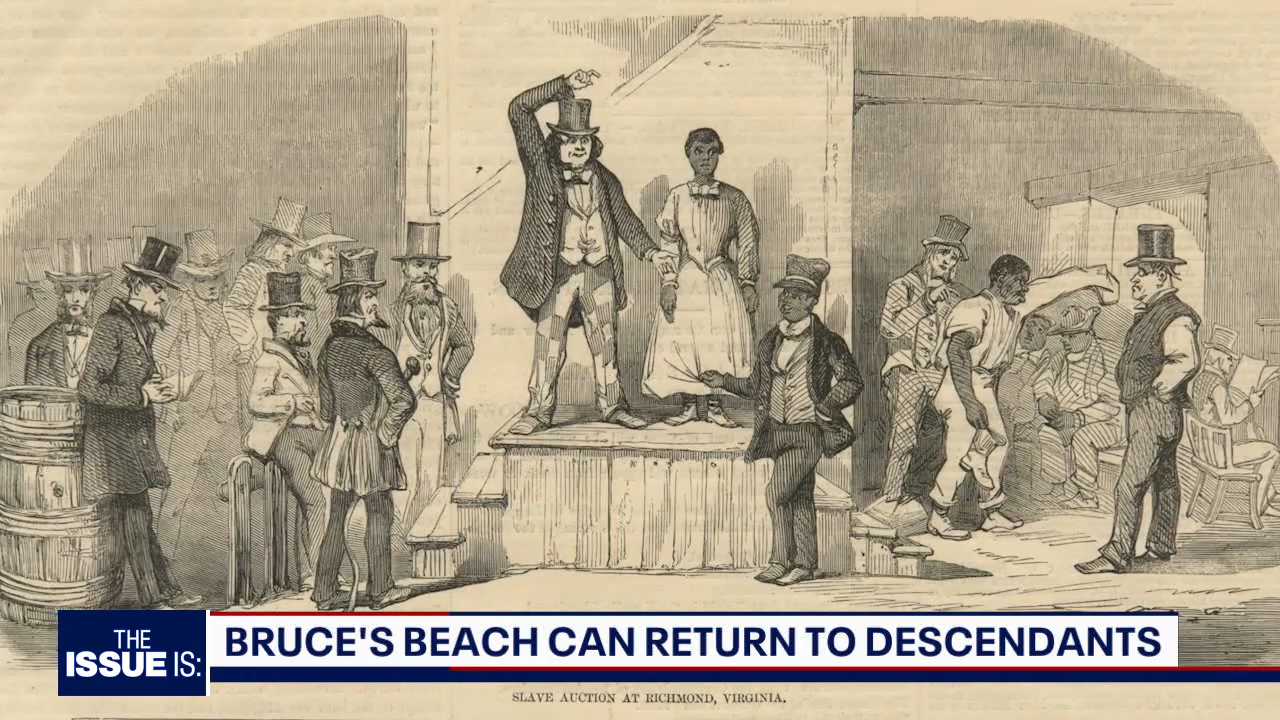 THE
ISSUE IS:
BRUCE'S BEACH CAN RETURN TO DESCENDANTS
SLAVE AUCTION AT RICHMOND, VIRGINIA.